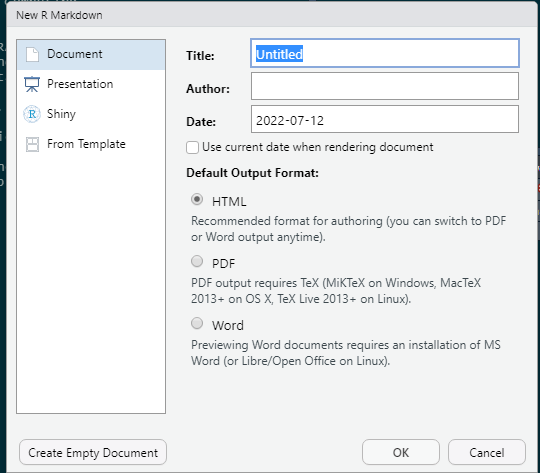 New R Markdown
Document
Presentation
Shiny
From Template
Title: Untitled
Author:
Date: 2022-07-12
Use current date when rendering document
Default Output Format:
HTML
Recommended format for authoring (you can switch to PDF
or Word output anytime).
PDF
PDF output requires TeX (MiKTeX on Windows, MacTeX
2013+ on OS X, TeX Live 2013+ on Linux).
Word
Previewing Word documents requires an installation of MS
Word (or Libre/Open Office on Linux).
Create Empty Document
OK
Cancel